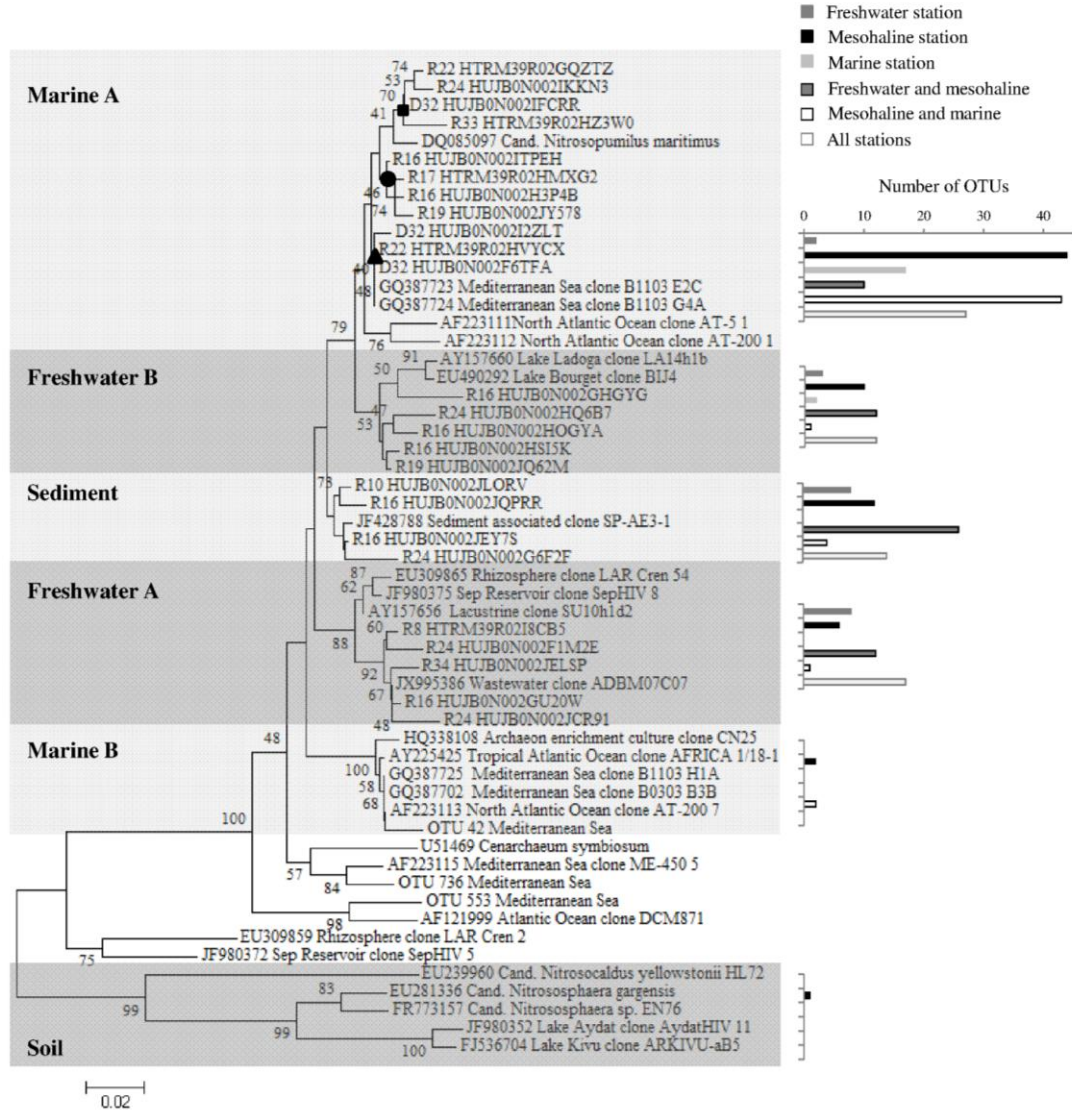 Freshwater station
Mesohaline station
Marine station
Freshwater and mesohaline
Mesohaline and marine
All stations
Number of OTUs
0 10 20 30 40
Marine A
74
R22 HTRM39R02GQZTZ
53
R24 HUJB0N002IKKN3
70
D32 HUJB0N002IFCRR
41
R33 HTRM39R02HZ3W0
DQ085097 Cand. Nitrosopumilus maritimus
R16 HUJB0N002ITPEH
R17 HTRM39R02HMXG2
46
R16 HUJB0N002H3P4B
74
R19 HUJB0N002JY578
D32 HUJB0N002I2ZLT
R22 HTRM39R02HVYCX
D32 HUJB0N002F6TFA
40
GQ387723 Mediterranean Sea clone B1103 E2C
48
GQ387724 Mediterranean Sea clone B1103 G4A
79
AF223111North Atlantic Ocean clone AT-5 1
76
AF223112 North Atlantic Ocean clone AT-200 1
Freshwater B
91
AY157660 Lake Ladoga clone LA14h1b
50
EU490292 Lake Bourget clone BIJ4
R16 HUJB0N002GHGYG
47
R24 HUJB0N002HQ6B7
53
R16 HUJB0N002HOGYA
R16 HUJB0N002HSI5K
R19 HUJB0N002JQ62M
Sediment
73
R10 HUJB0N002JLORV
R16 HUJB0N002JQPRR
JF428788 Sediment associated clone SP-AE3-1
R16 HUJB0N002JEY7S
R24 HUJB0N002G6F2F
Freshwater A
87
EU309865 Rhizosphere clone LAR Cren 54
62
JF980375 Sep Reservoir clone SepHIV 8
AY157656 Lacustrine clone SU10h1d2
60
R8 HTRM39R02I8CB5
88
R24 HUJB0N002F1M2E
R34 HUJB0N002JELSP
92
JX995386 Wastewater clone ADBM07C07
67
R16 HUJB0N002GU20W
R24 HUJB0N002JCR91
48
Marine B
48
HQ338108 Archaeon enrichment culture clone CN25
AY225425 Tropical Atlantic Ocean clone AFRICA 1/18-1
100
GQ387725 Mediterranean Sea clone B1103 H1A
58
GQ387702 Mediterranean Sea clone B0303 B3B
68
AF223113 North Atlantic Ocean clone AT-200 7
100
OTU 42 Mediterranean Sea
U51469 Cenarchaeum symbiosum
57
AF223115 Mediterranean Sea clone ME-450 5
84
OTU 736 Mediterranean Sea
OTU 553 Mediterranean Sea
98
AF121999 Atlantic Ocean clone DCM871
EU309859 Rhizosphere clone LAR Cren 2
75
JF980372 Sep Reservoir clone SepHIV 5
EU239960 Cand. Nitrosocaldus yellowstonii HL72
83
EU281336 Cand. Nitrososphaera gargensis
99
FR773157 Cand. Nitrososphaera sp. EN76
99
JF980352 Lake Aydat clone AydatHIV 11
100
FJ536704 Lake Kivu clone ARKIVU-aB5
Soil
0.02